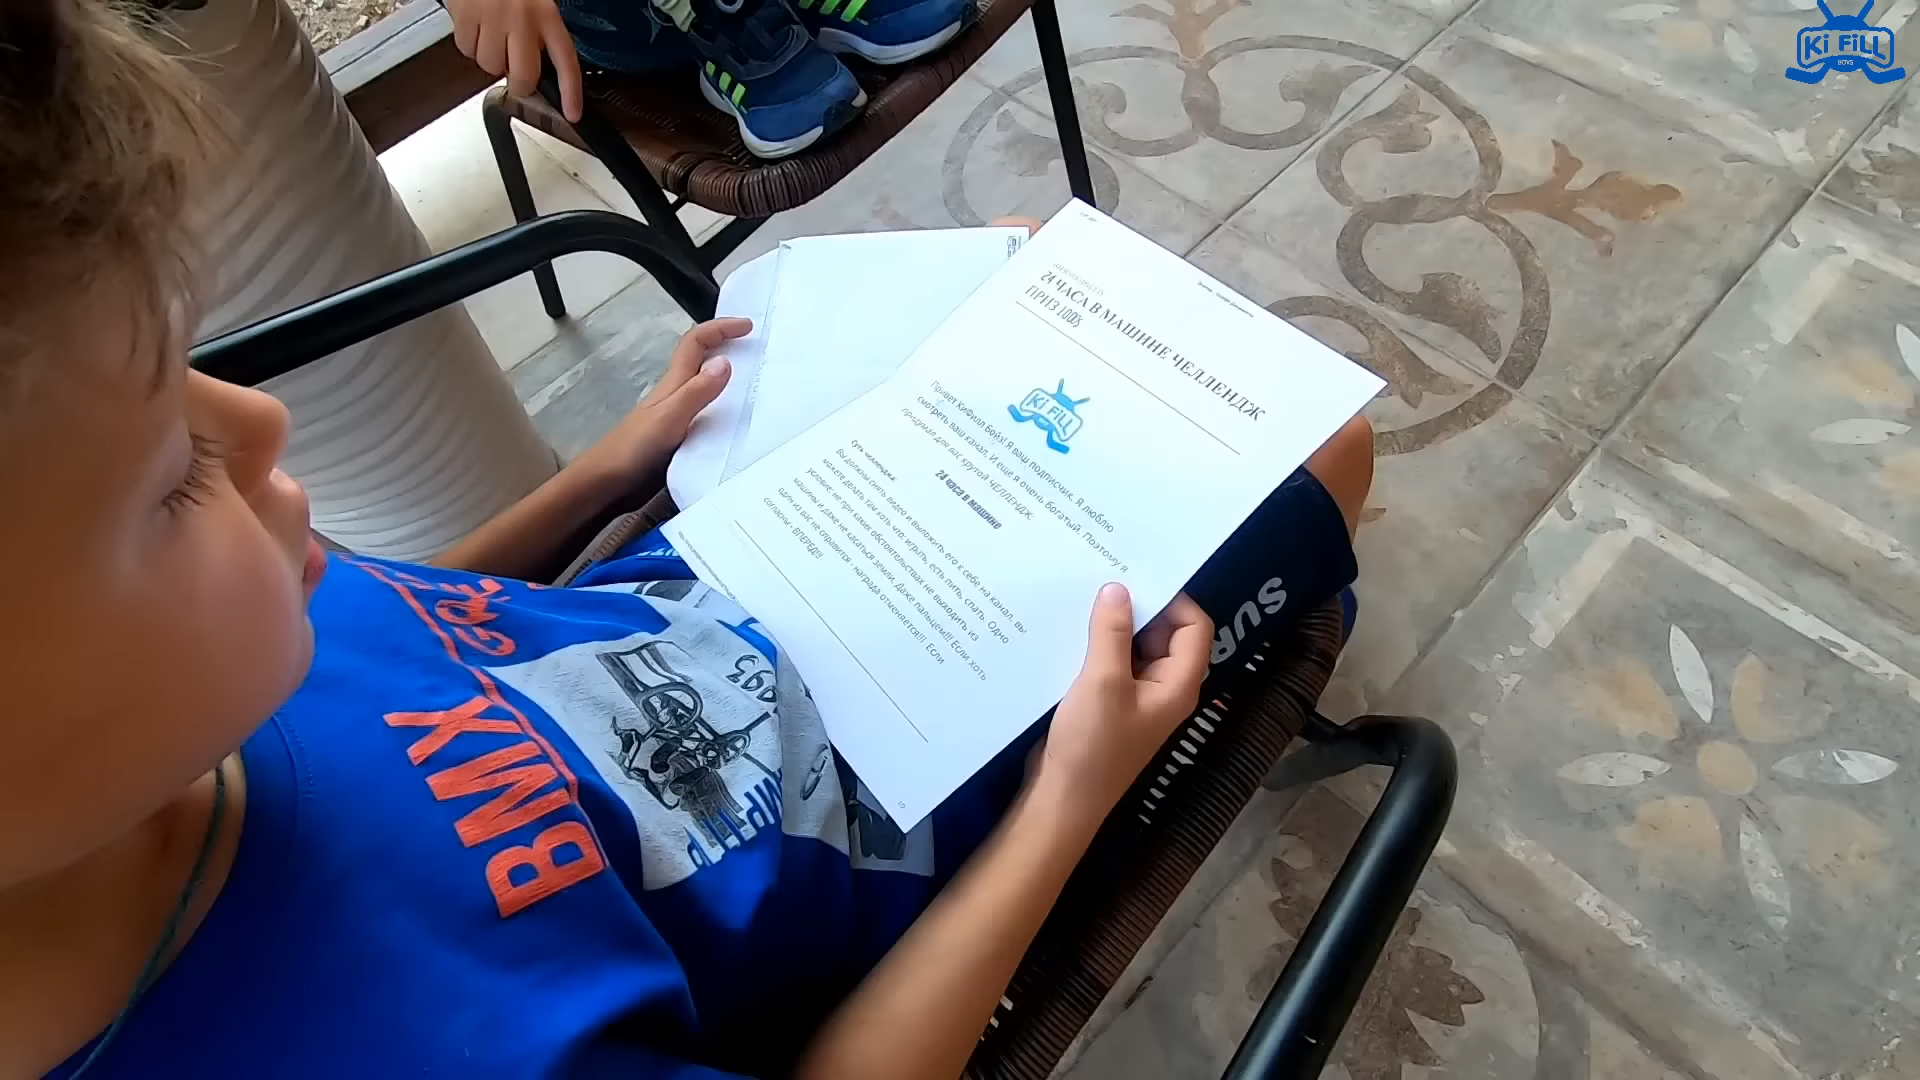 Ki FiLL
BOYS
24 ЧАСА В МАШИНЕ ЧЕЛЛЕНДЖ
ПРИЗ 100$
Ki FiLL
Привет КиФилл Бойз! Я ваш подписчик. Я люблю
смотреть ваш канал. И еще я очень богатый. Поэтому я
придумал для вас крутой ЧЕЛЛЕНДЖ:
24 часа в машине
Суть челленджа:
Вы должны снять видео и выложить его к себе на канал. вы
можете делать там хоть что: играть, есть пить, спать. Одно
условие: не при каких обстоятельствах не выходить из
машины и даже не касаться земли. Даже пальцем!!! Если хоть
один из вас не справится - награда отменяется!!! Если
согласны - ВПЕРЕД!!!
BMX
SUR